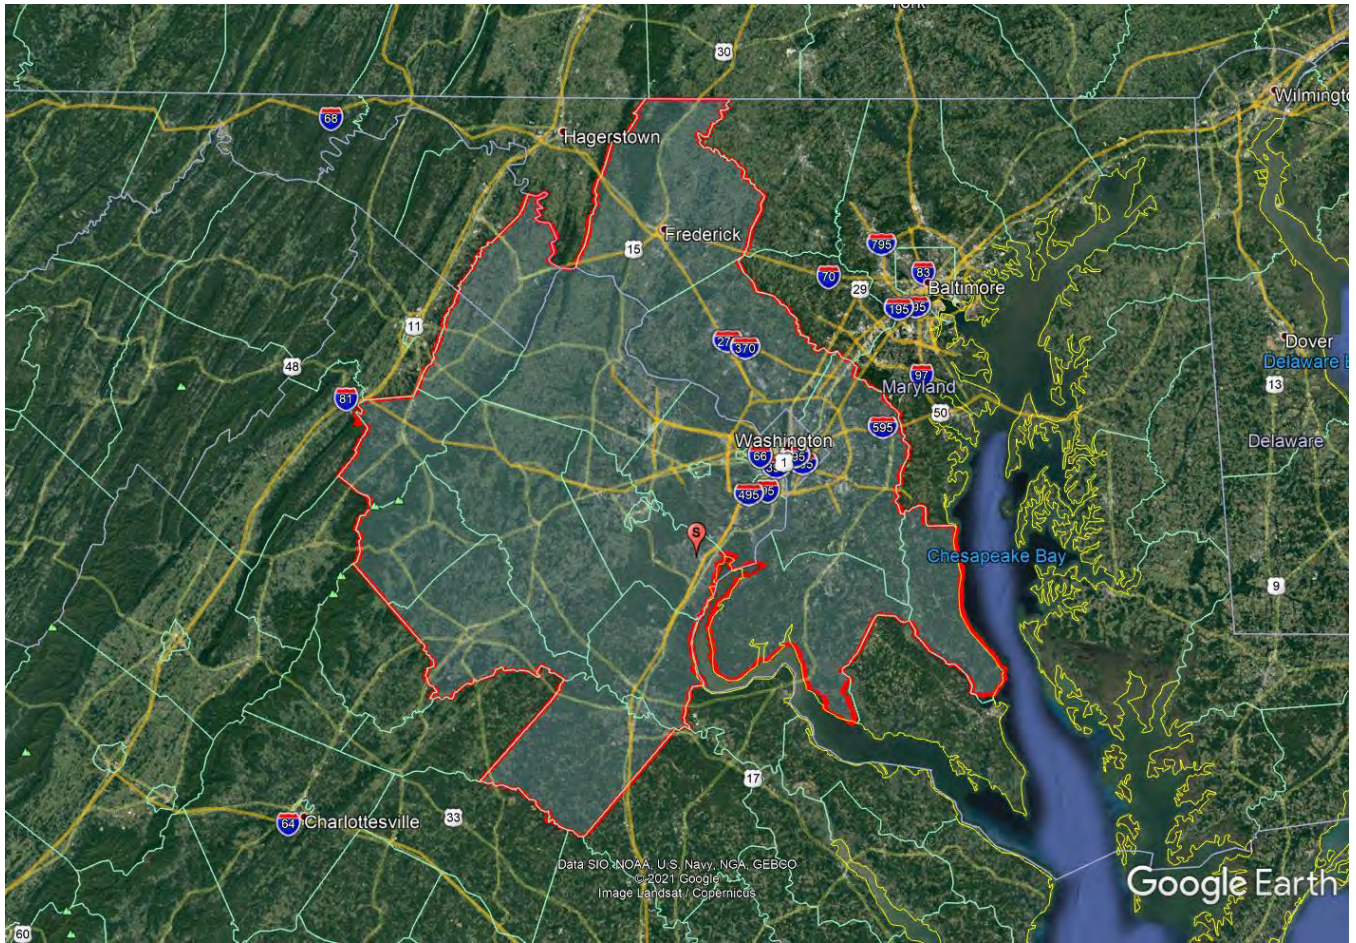 30
Wilmingto
68
Hagerstown
Frederick
15
795
70
83
29
Baltimore
195
95
11
27
370
Dover
Delaware B
48
97
Maryland
13
81
50
Delaware
595
Washington
66
1
495
S
Chesapeake Bay
9
17
33
64
Charlottesville
Data SIO, NOAA, U.S. Navy, NGA, GEBCO
© 2021 Google
Image Landsat / Copernicus
Google Earth
60